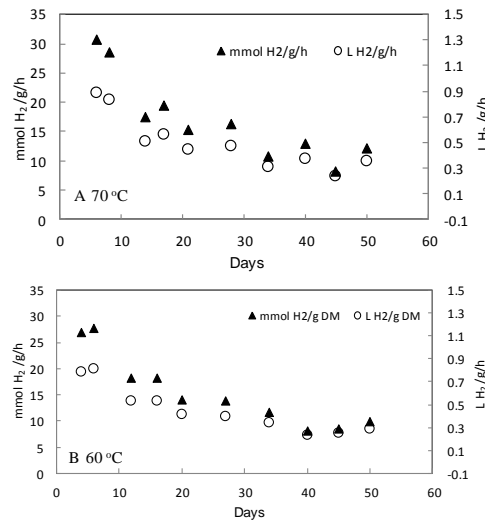 35
30
25
20
15
10
5
0
mmol H2 /g/h
1.5
1.3
1.1
0.9
0.7
0.5
0.3
0.1
-0.1
L H2 /g/h
▲ mmol H2/g/h ○ L H2/g/h
A 70 °C
0 10 20 30 40 50 60
Days
35
30
25
20
15
10
5
0
mmol H2 /g/h
1.5
1.3
1.1
0.9
0.7
0.5
0.3
0.1
-0.1
L H2 /g/h
▲ mmol H2/g DM ○ L H2/g DM
B 60 °C
0 10 20 30 40 50 60
Days